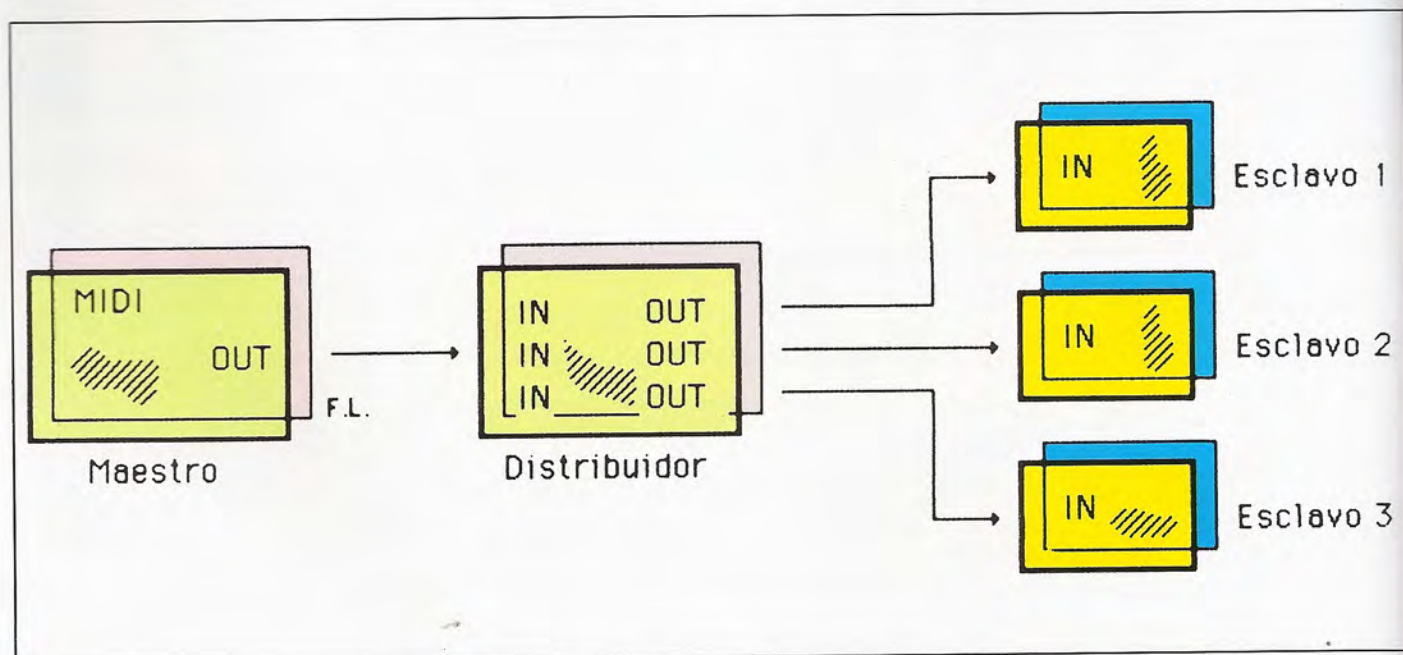 MIDI
OUT
F.L.
Maestro
IN OUT
IN OUT
IN OUT
Distribuidor
IN
Esclavo 1
IN
Esclavo 2
IN
Esclavo 3